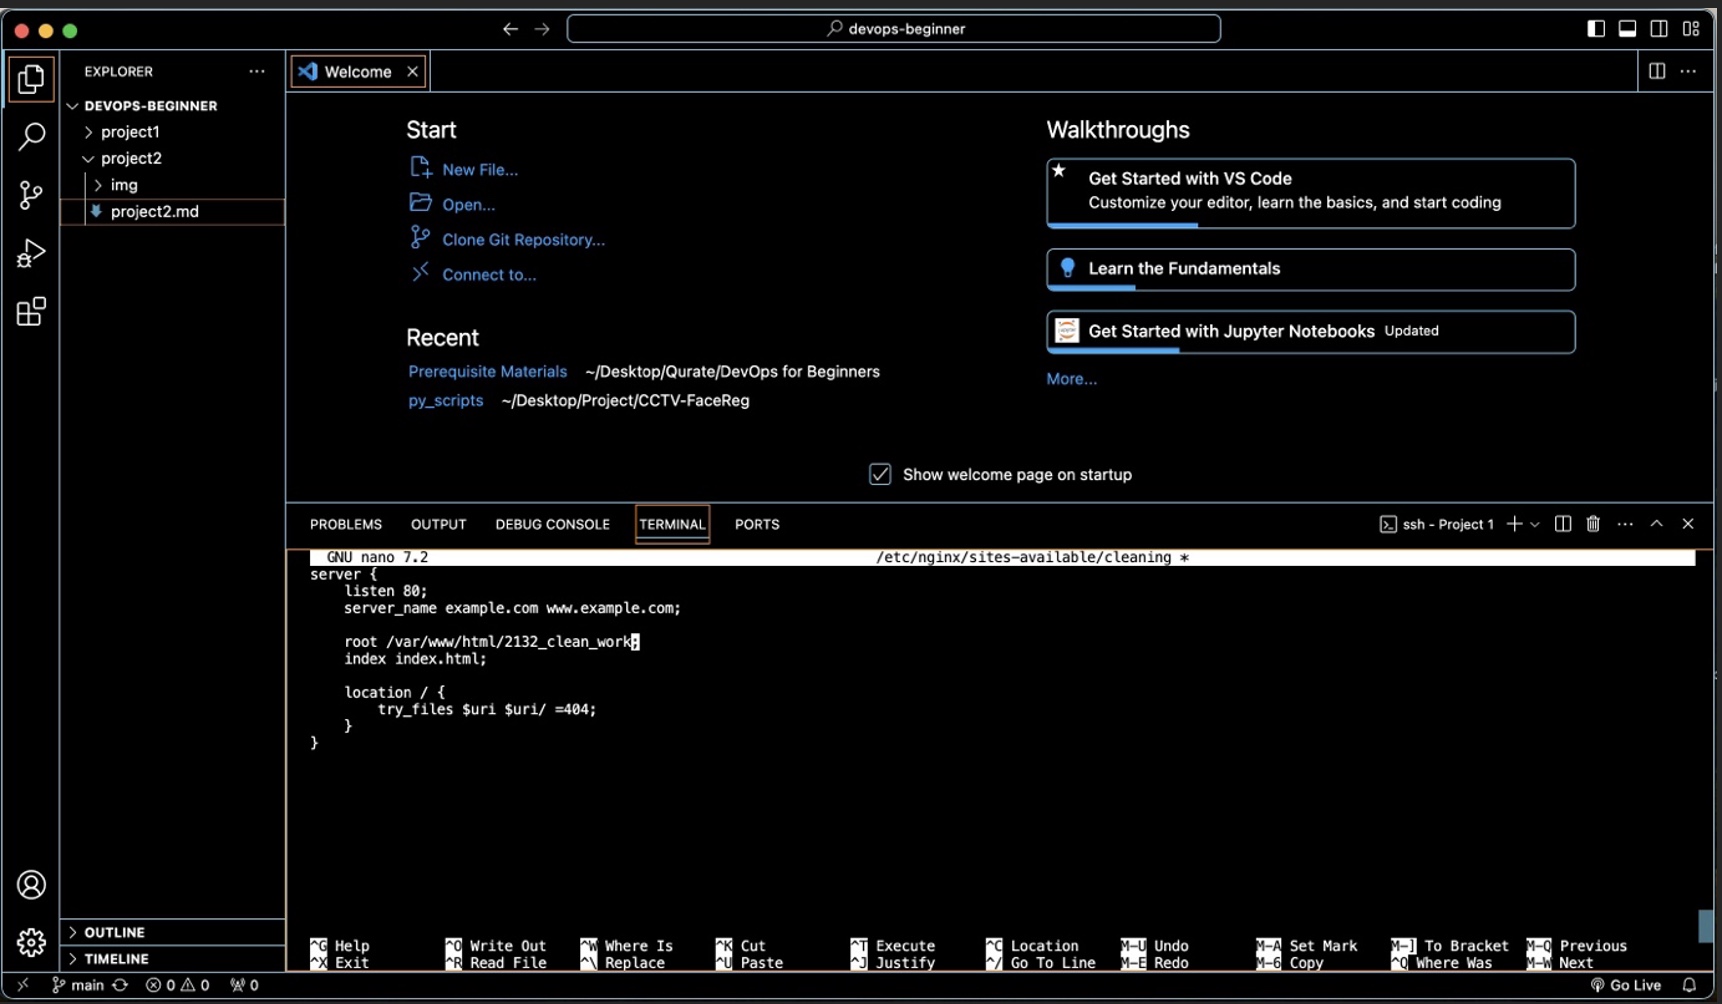 devops-beginner
EXPLORER
DEVOPS-BEGINNER
project1
project2
img
project2.md
OUTLINE
TIMELINE
Welcome
Start
New File...
Open...
Clone Git Repository...
Connect to...
Recent
Prerequisite Materials ~/Desktop/Qurate/DevOps for Beginners
py_scripts ~/Desktop/Project/CCTV-FaceReg
Walkthroughs
Get Started with VS Code
Customize your editor, learn the basics, and start coding
Learn the Fundamentals
Get Started with Jupyter Notebooks Updated
More...
Show welcome page on startup
PROBLEMS OUTPUT DEBUG CONSOLE TERMINAL PORTS
ssh - Project 1
GNU nano 7.2 /etc/nginx/sites-available/cleaning *
server {
listen 80;
server_name example.com www.example.com;
root /var/www/html/2132_clean_work;
index index.html;
location / {
try_files $uri $uri/ =404;
}
}
^G Help ^O Write Out ^W Where Is ^K Cut ^T Execute ^C Location M-U Undo M-A Set Mark M-] To Bracket M-Q Previous
^X Exit ^R Read File ^\ Replace ^U Paste ^J Justify ^/ Go To Line M-E Redo M-6 Copy ^Q Where Was M-W Next
main 0 0 0 Go Live